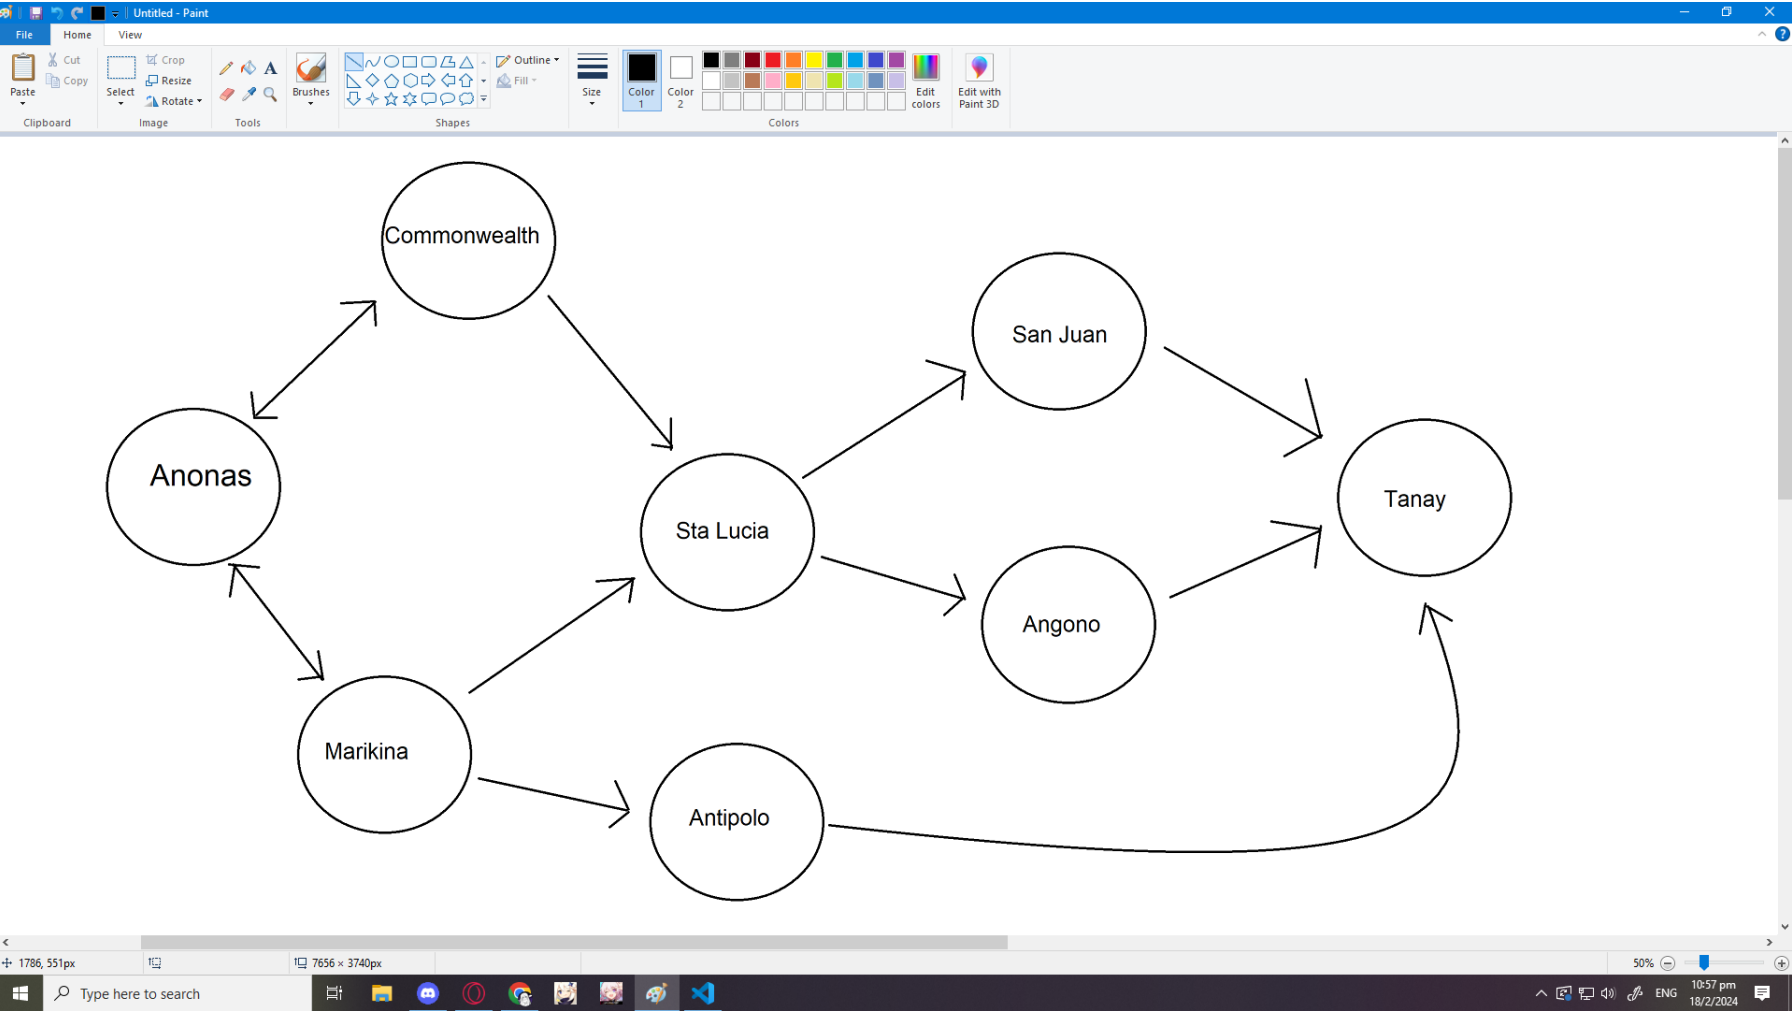 Untitled - Paint
File
Home
View
Paste
Cut
Copy
Clipboard
Select
Crop
Resize
Rotate
Image
A
Tools
Brushes
Outline
Fill
Shapes
Size
Color
1
Color
2
Edit
colors
Colors
Edit with
Paint 3D
Commonwealth
San Juan
Anonas
Tanay
Sta Lucia
Angono
Marikina
Antipolo
1786, 551px
7656 × 3740px
50%
Type here to search
ENG
10:57 pm
18/2/2024